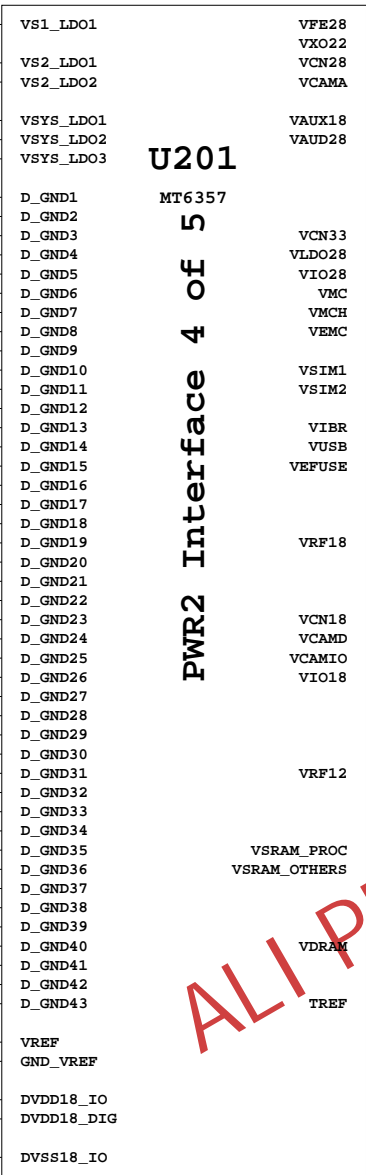 VS1_LDO1 VFE28
VXO22
VS2_LDO1 VCN28
VS2_LDO2 VCAMA
VSYS_LDO1 VAUX18
VSYS_LDO2 VAUD28
VSYS_LDO3
U201
MT6357
PWR2 Interface 4 of 5
D_GND1
D_GND2
D_GND3 VCN33
D_GND4 VLDO28
D_GND5 VIO28
D_GND6 VMC
D_GND7 VMCH
D_GND8 VEMC
D_GND9
D_GND10 VSIM1
D_GND11 VSIM2
D_GND12
D_GND13 VIBR
D_GND14 VUSB
D_GND15 VEFUSE
D_GND16
D_GND17
D_GND18
D_GND19 VRF18
D_GND20
D_GND21
D_GND22
D_GND23 VCN18
D_GND24 VCAMD
D_GND25 VCAMIO
D_GND26 VIO18
D_GND27
D_GND28
D_GND29
D_GND30
D_GND31 VRF12
D_GND32
D_GND33
D_GND34
D_GND35 VSRAM_PROC
D_GND36 VSRAM_OTHERS
D_GND37
D_GND38
D_GND39
D_GND40 VDRAM
D_GND41
D_GND42
D_GND43 TREF
VREF
GND_VREF
DVDD18_IO
DVDD18_DIG
DVSS18_IO
ALI